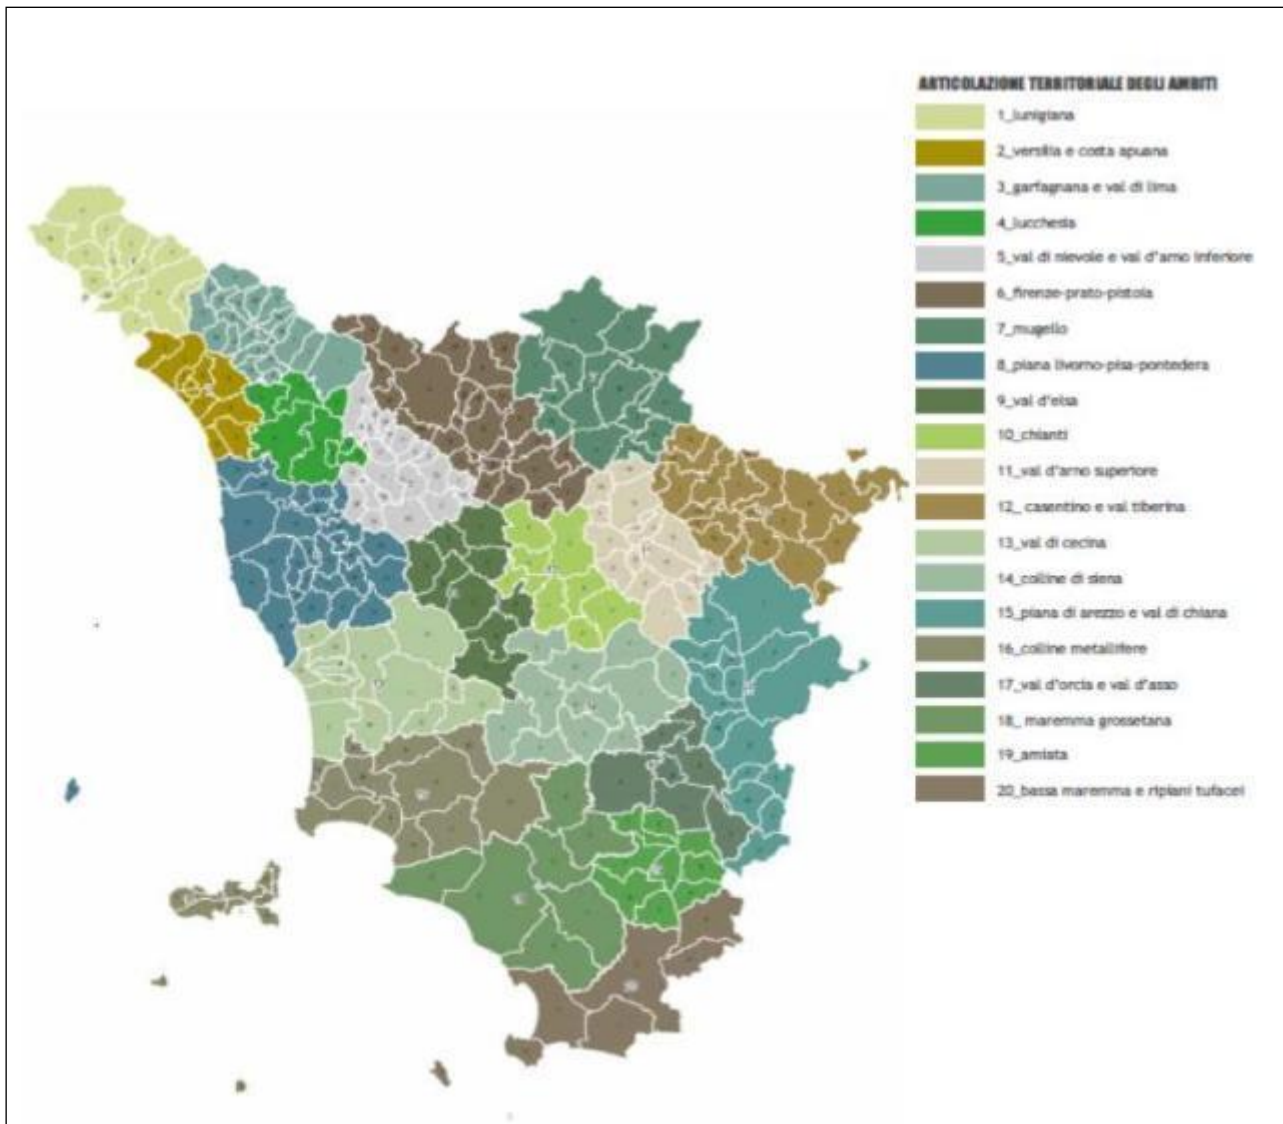 ARTICOLAZIONE TERRITORIALE DEGLI AMBITI
1_lunigiana
2_versilia e costa apuana
3_garfagnana e val di lima
4_lucchesia
5_val di nievole e val d'arno inferiore
6_firenze-prato-pistoia
7_mugello
8_piana livorno-pisa-pontedera
9_val d'elsa
10_chianti
11_val d'arno superiore
12_ casentino e val tiberina
13_val di cecina
14_colline di siena
15_piana di arezzo e val di chiana
16_colline metallifere
17_val d'orcia e val d'asso
18_ maremma grossetana
19_amiata
20_bassa maremma e ripiani tufacei